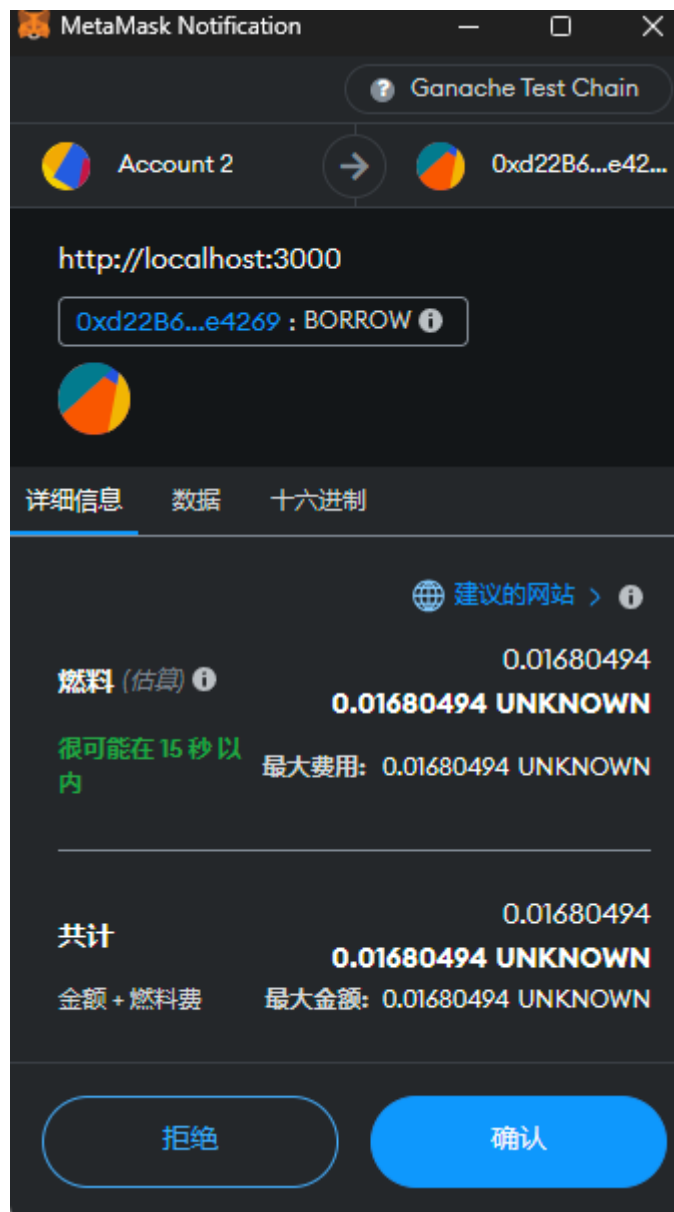 MetaMask Notification
Ganache Test Chain
Account 2
0xd22B6...e42...
http://localhost:3000
0xd22B6...e4269 : BORROW
详细信息 数据 十六进制
建议的网站 >
0.01680494
燃料 (估算)
0.01680494 UNKNOWN
很可能在 15 秒以
内
最大费用: 0.01680494 UNKNOWN
0.01680494
共计
0.01680494 UNKNOWN
金额 + 燃料费
最大金额: 0.01680494 UNKNOWN
拒绝
确认